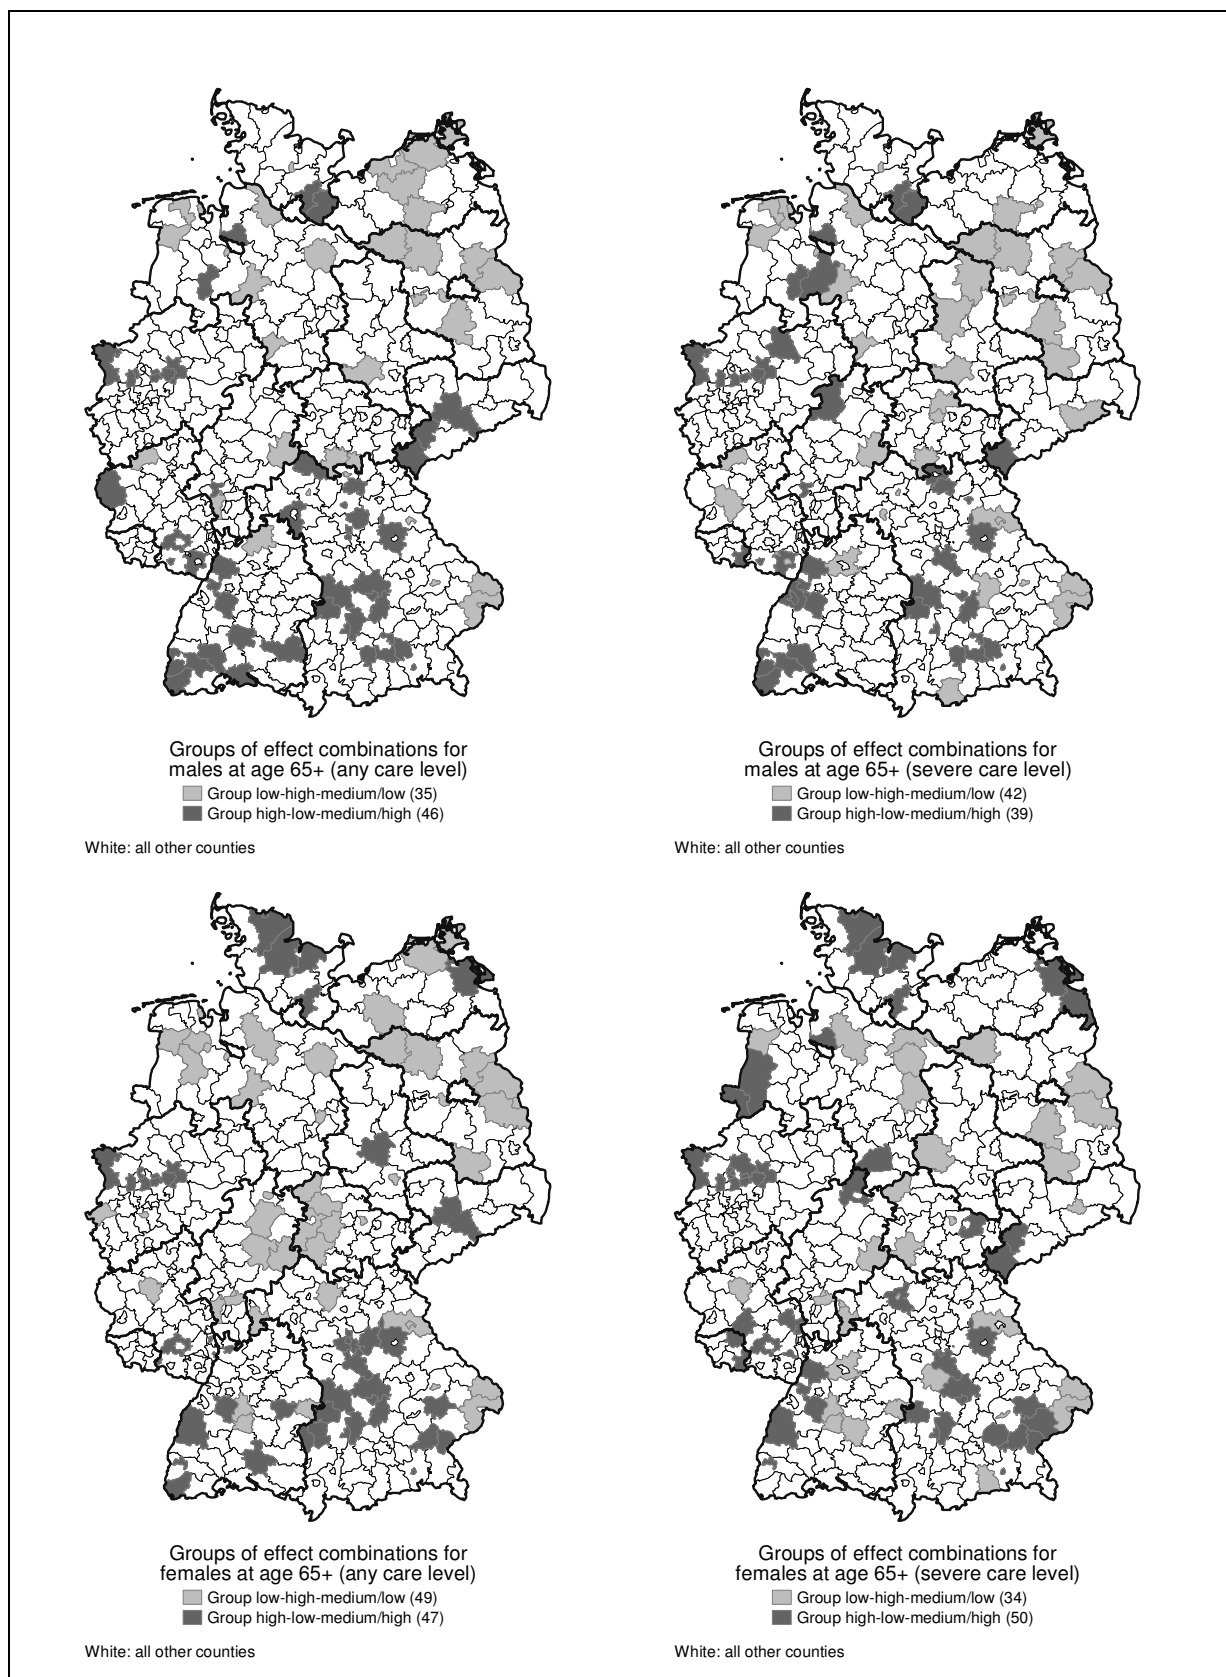 Groups of effect combinations for
males at age 65+ (any care level)
Group low-high-medium/low (35)
Group high-low-medium/high (46)
White: all other counties
Groups of effect combinations for
males at age 65+ (severe care level)
Group low-high-medium/low (42)
Group high-low-medium/high (39)
White: all other counties
Groups of effect combinations for
females at age 65+ (any care level)
Group low-high-medium/low (49)
Group high-low-medium/high (47)
White: all other counties
Groups of effect combinations for
females at age 65+ (severe care level)
Group low-high-medium/low (34)
Group high-low-medium/high (50)
White: all other counties